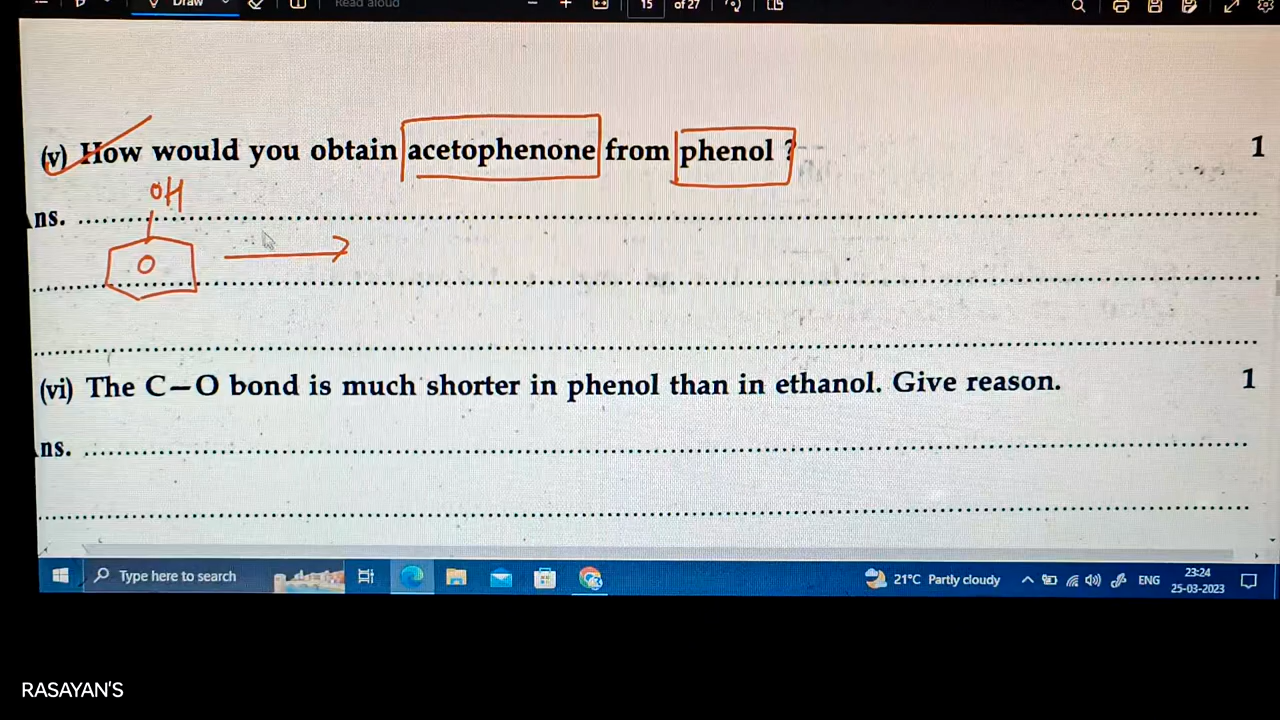 Draw
Read aloud
15 of 27
(v) How would you obtain acetophenone from phenol ? 1
OH
ns. ........................................
O
(vi) The C–O bond is much shorter in phenol than in ethanol. Give reason. 1
ns. ........................................
Type here to search
21°C Partly cloudy
ENG
23:24
25-03-2023
RASAYAN'S